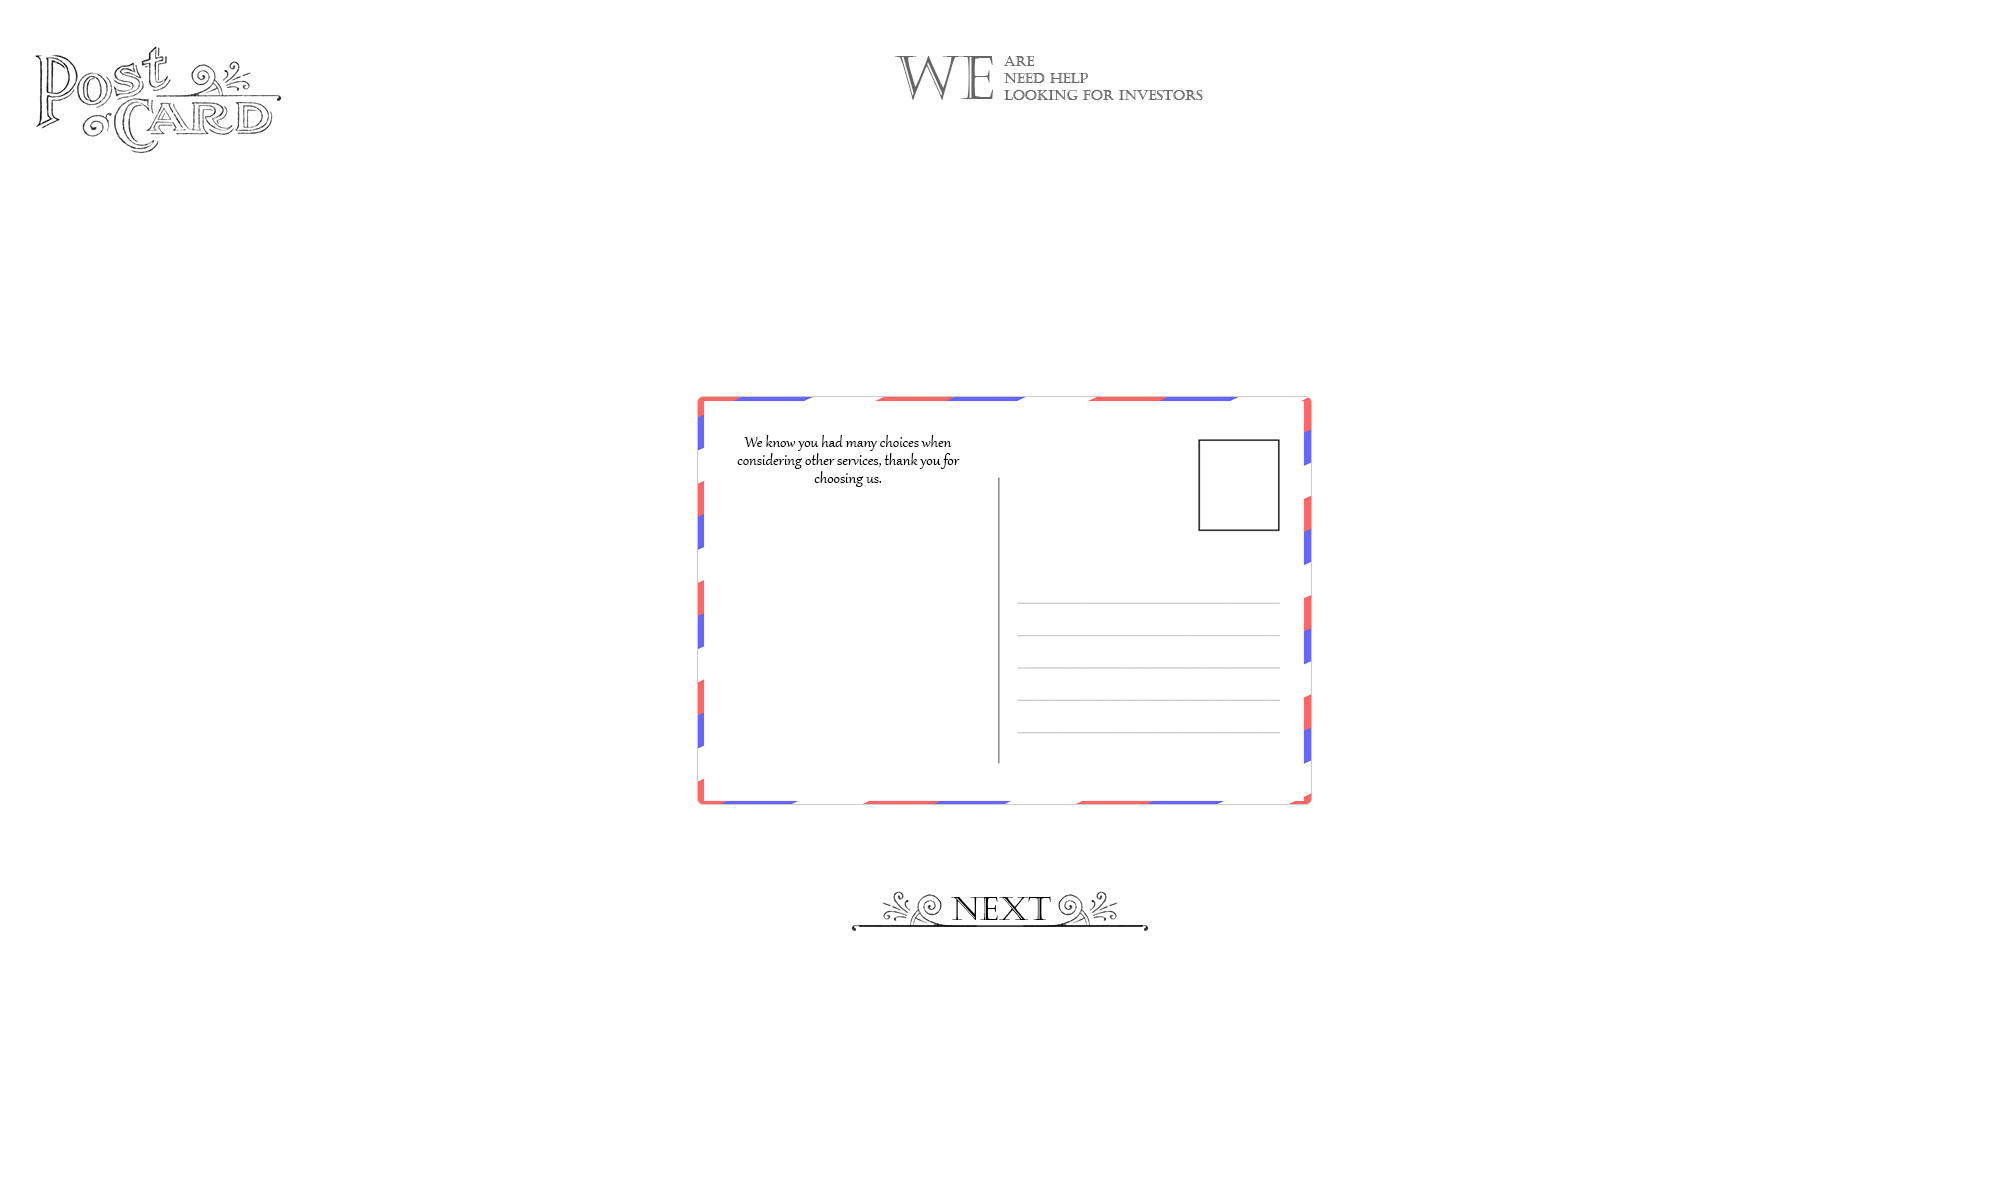 Post
CARD
WE
ARE
NEED HELP
LOOKING FOR INVESTORS
We know you had many choices when
considering other services, thank you for
choosing us.
NEXT